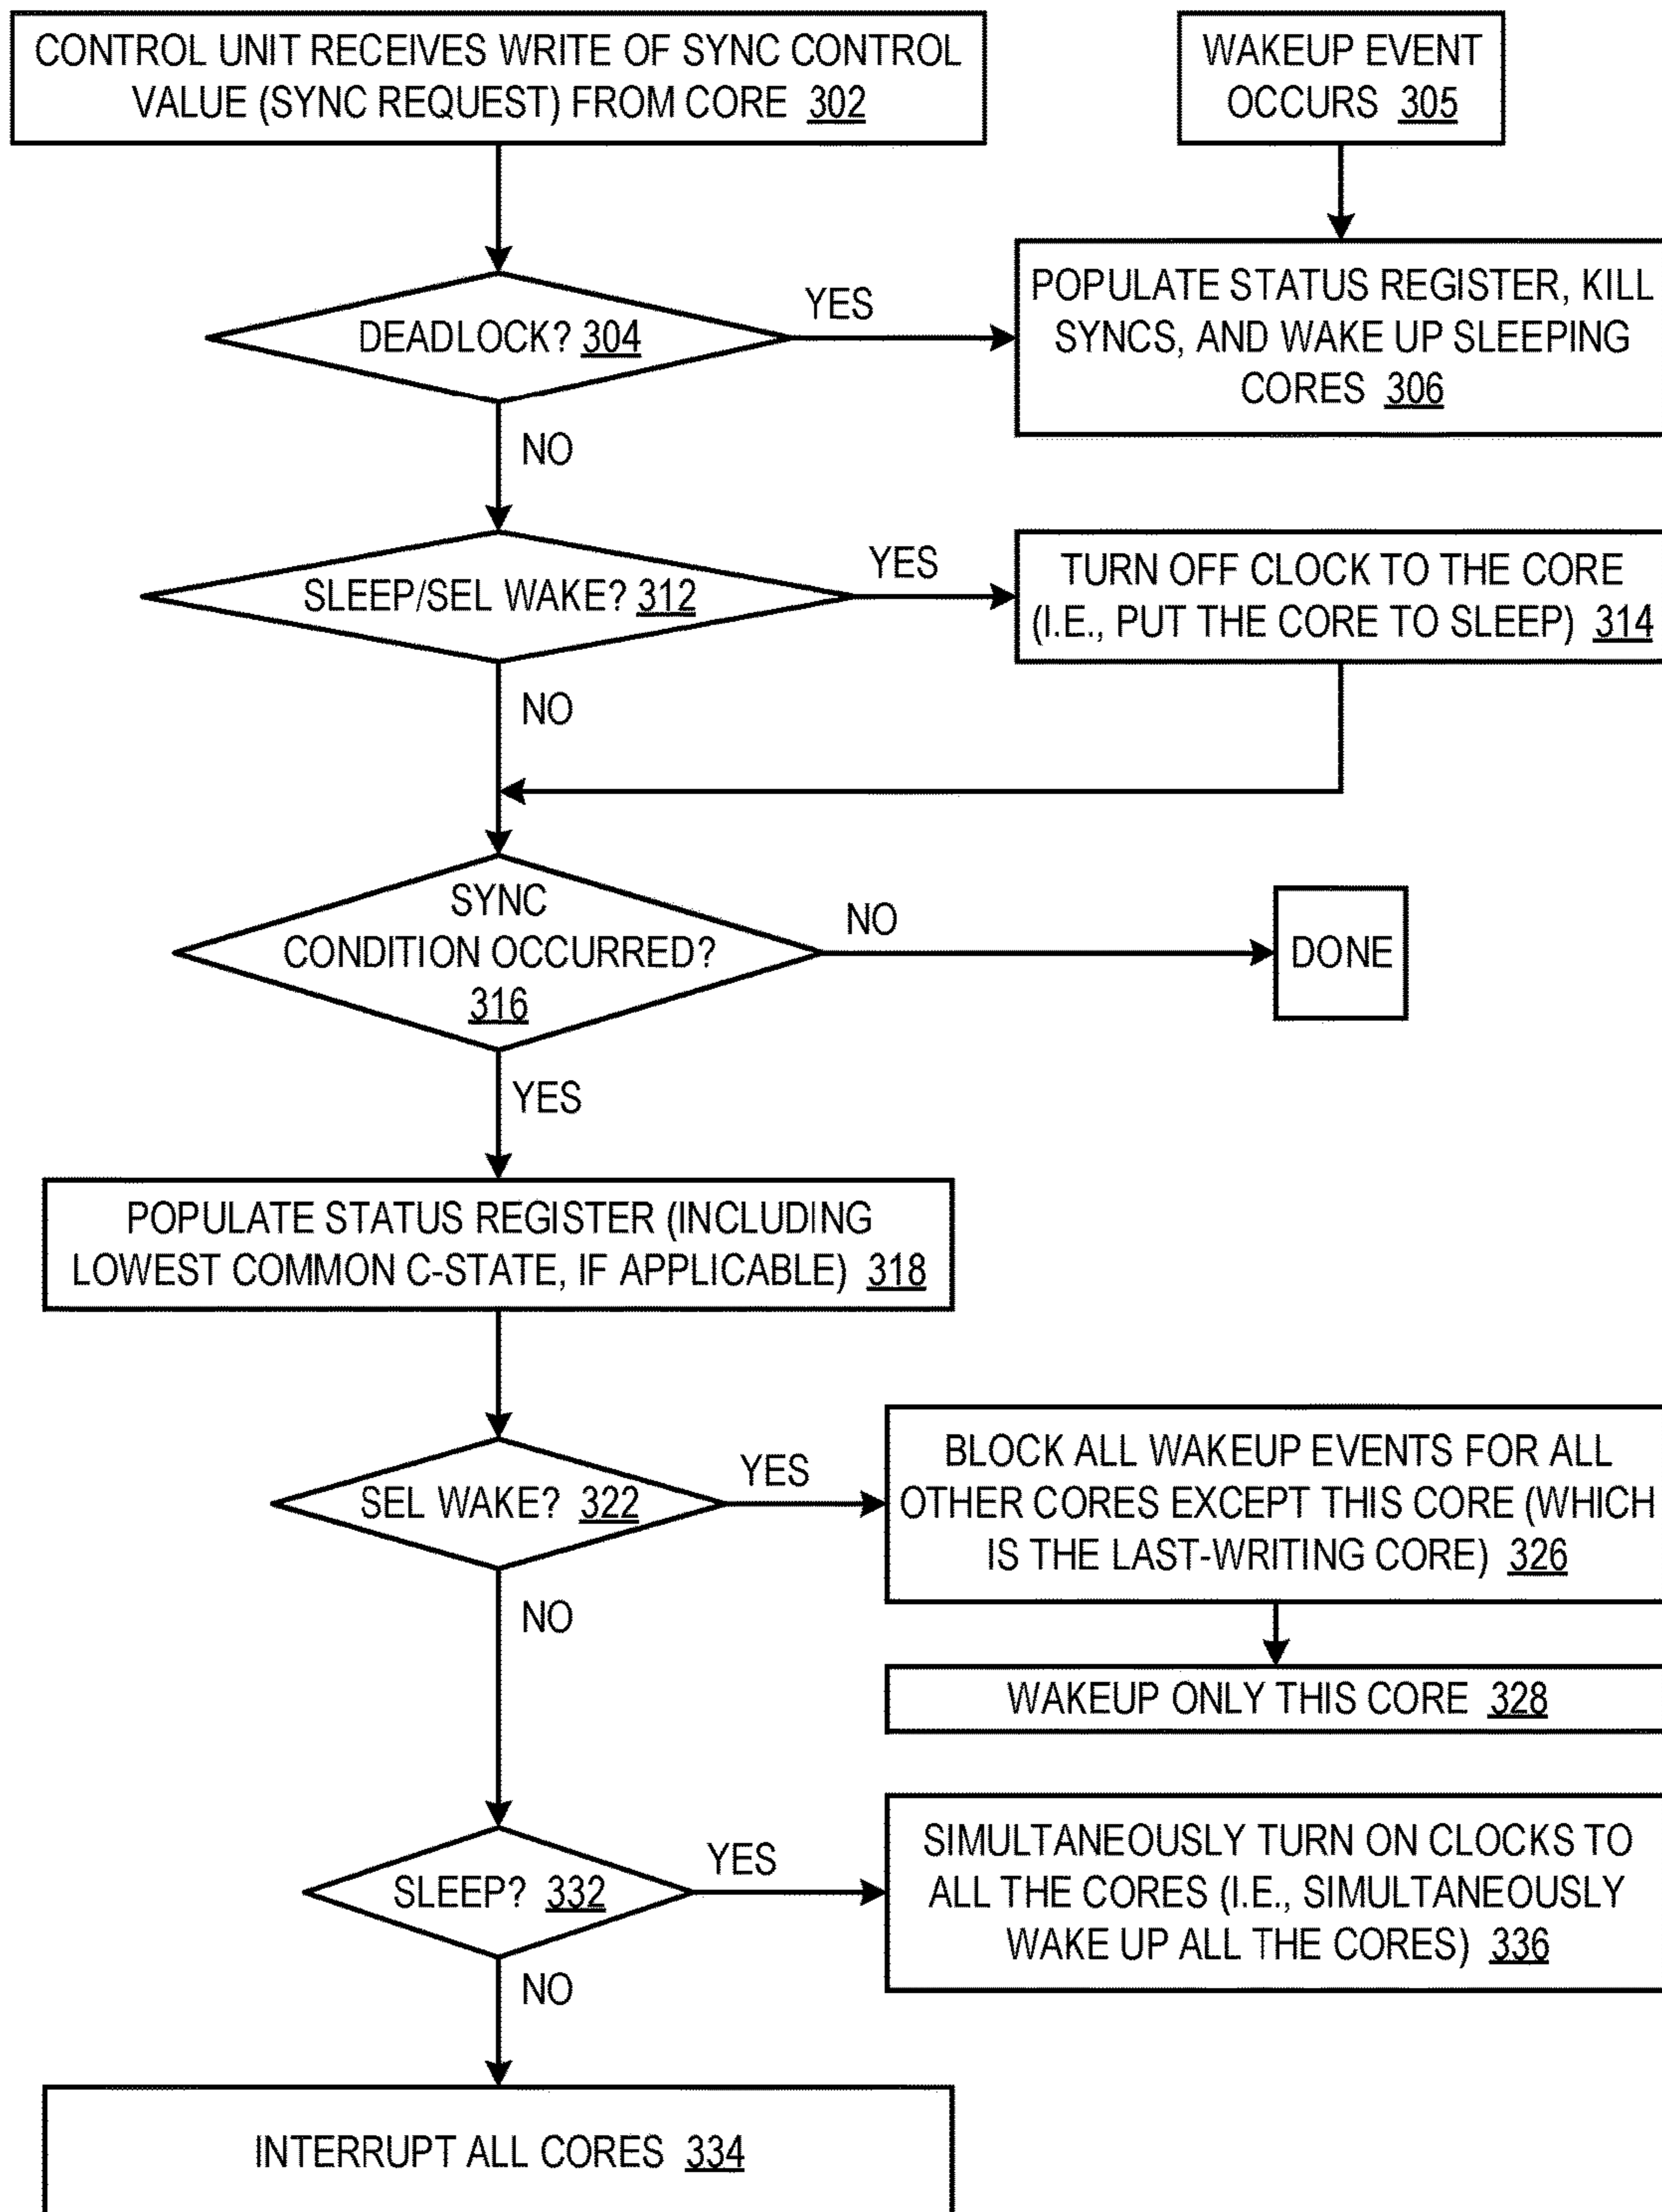 CONTROL UNIT RECEIVES WRITE OF SYNC CONTROL
VALUE (SYNC REQUEST) FROM CORE 302
WAKEUP EVENT
OCCURS 305
DEADLOCK? 304
YES
POPULATE STATUS REGISTER, KILL
SYNCS, AND WAKE UP SLEEPING
CORES 306
NO
SLEEP/SEL WAKE? 312
YES
TURN OFF CLOCK TO THE CORE
(I.E., PUT THE CORE TO SLEEP) 314
NO
SYNC
CONDITION OCCURRED?
316
NO
DONE
YES
POPULATE STATUS REGISTER (INCLUDING
LOWEST COMMON C-STATE, IF APPLICABLE) 318
SEL WAKE? 322
YES
BLOCK ALL WAKEUP EVENTS FOR ALL
OTHER CORES EXCEPT THIS CORE (WHICH
IS THE LAST-WRITING CORE) 326
NO
WAKEUP ONLY THIS CORE 328
SLEEP? 332
YES
SIMULTANEOUSLY TURN ON CLOCKS TO
ALL THE CORES (I.E., SIMULTANEOUSLY
WAKE UP ALL THE CORES) 336
NO
INTERRUPT ALL CORES 334